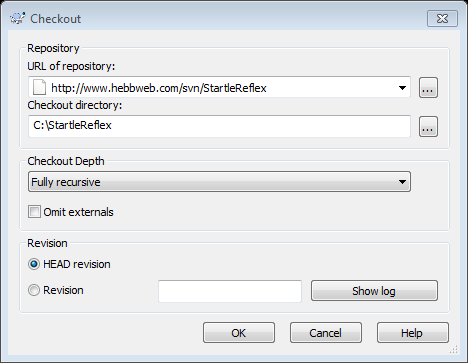 Checkout
Repository
URL of repository:
http://www.hebbweb.com/svn/StartleReflex
...
Checkout directory:
C:\StartleReflex
...
Checkout Depth
Fully recursive
Omit externals
Revision
HEAD revision
Revision
Show log
OK Cancel Help